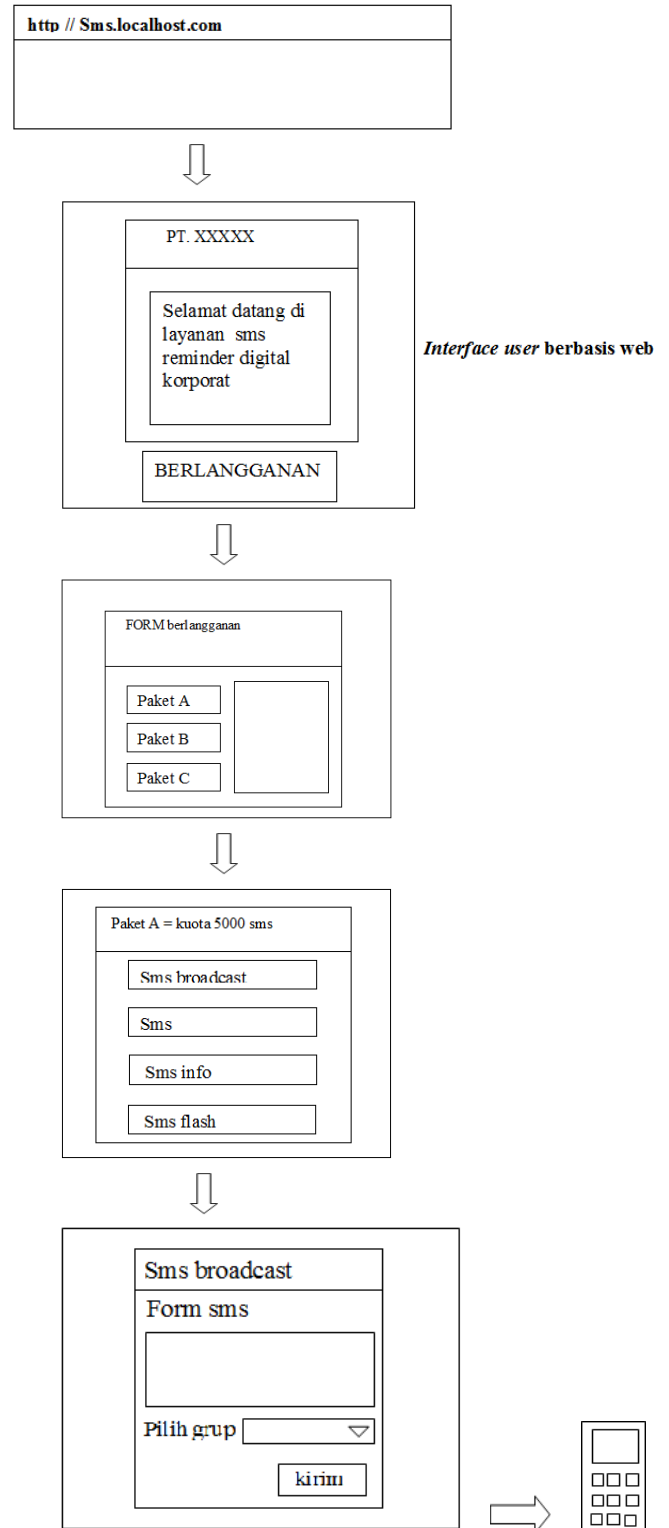 http // Sms.localhost.com
PT. XXXXX
Selamat datang di
layanan sms
reminder digital
korporat
Interface user berbasis web
BERLANGGANAN
FORM berlangganan
Paket A
Paket B
Paket C
Paket A = kuota 5000 sms
Sms broadcast
Sms
Sms info
Sms flash
Sms broadcast
Form sms
Pilih grup
kirim